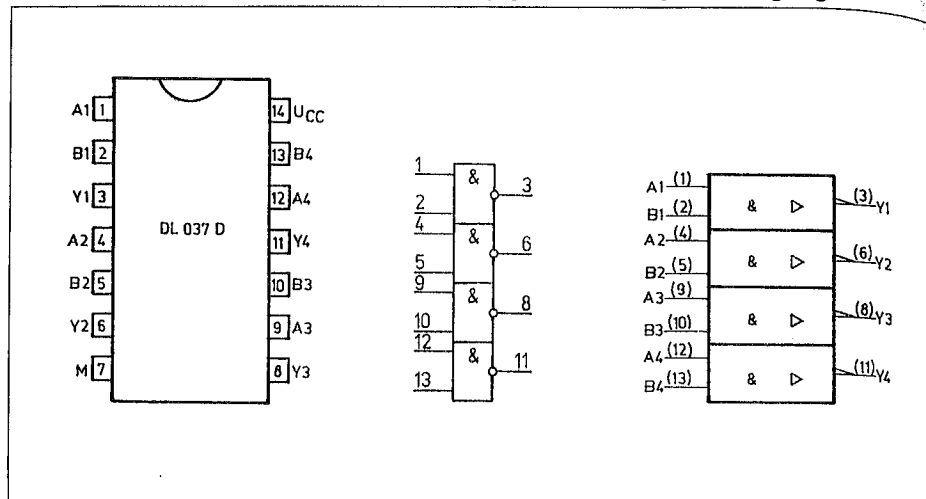 A1 1 14 UCC
B1 2 13 B4
Y1 3 12 A4
A2 4 DL 037 D 11 Y4
B2 5 10 B3
Y2 6 9 A3
M 7 8 Y3
1 & 3
2
4 & 6
5
9 & 8
10
12 & 11
13
A1 (1) & ▷ (3) Y1
B1 (2)
A2 (4) & ▷ (6) Y2
B2 (5)
A3 (9) & ▷ (8) Y3
B3 (10)
A4 (12) & ▷ (11) Y4
B4 (13)